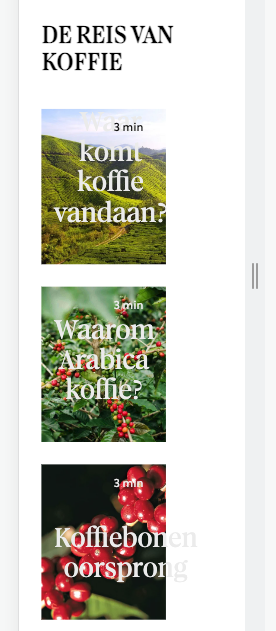 DE REIS VAN
KOFFIE
3 min
Waar
komt
koffie
vandaan?
3 min
Waarom
Arabica
koffie?
3 min
Koffiebonen
oorsprong